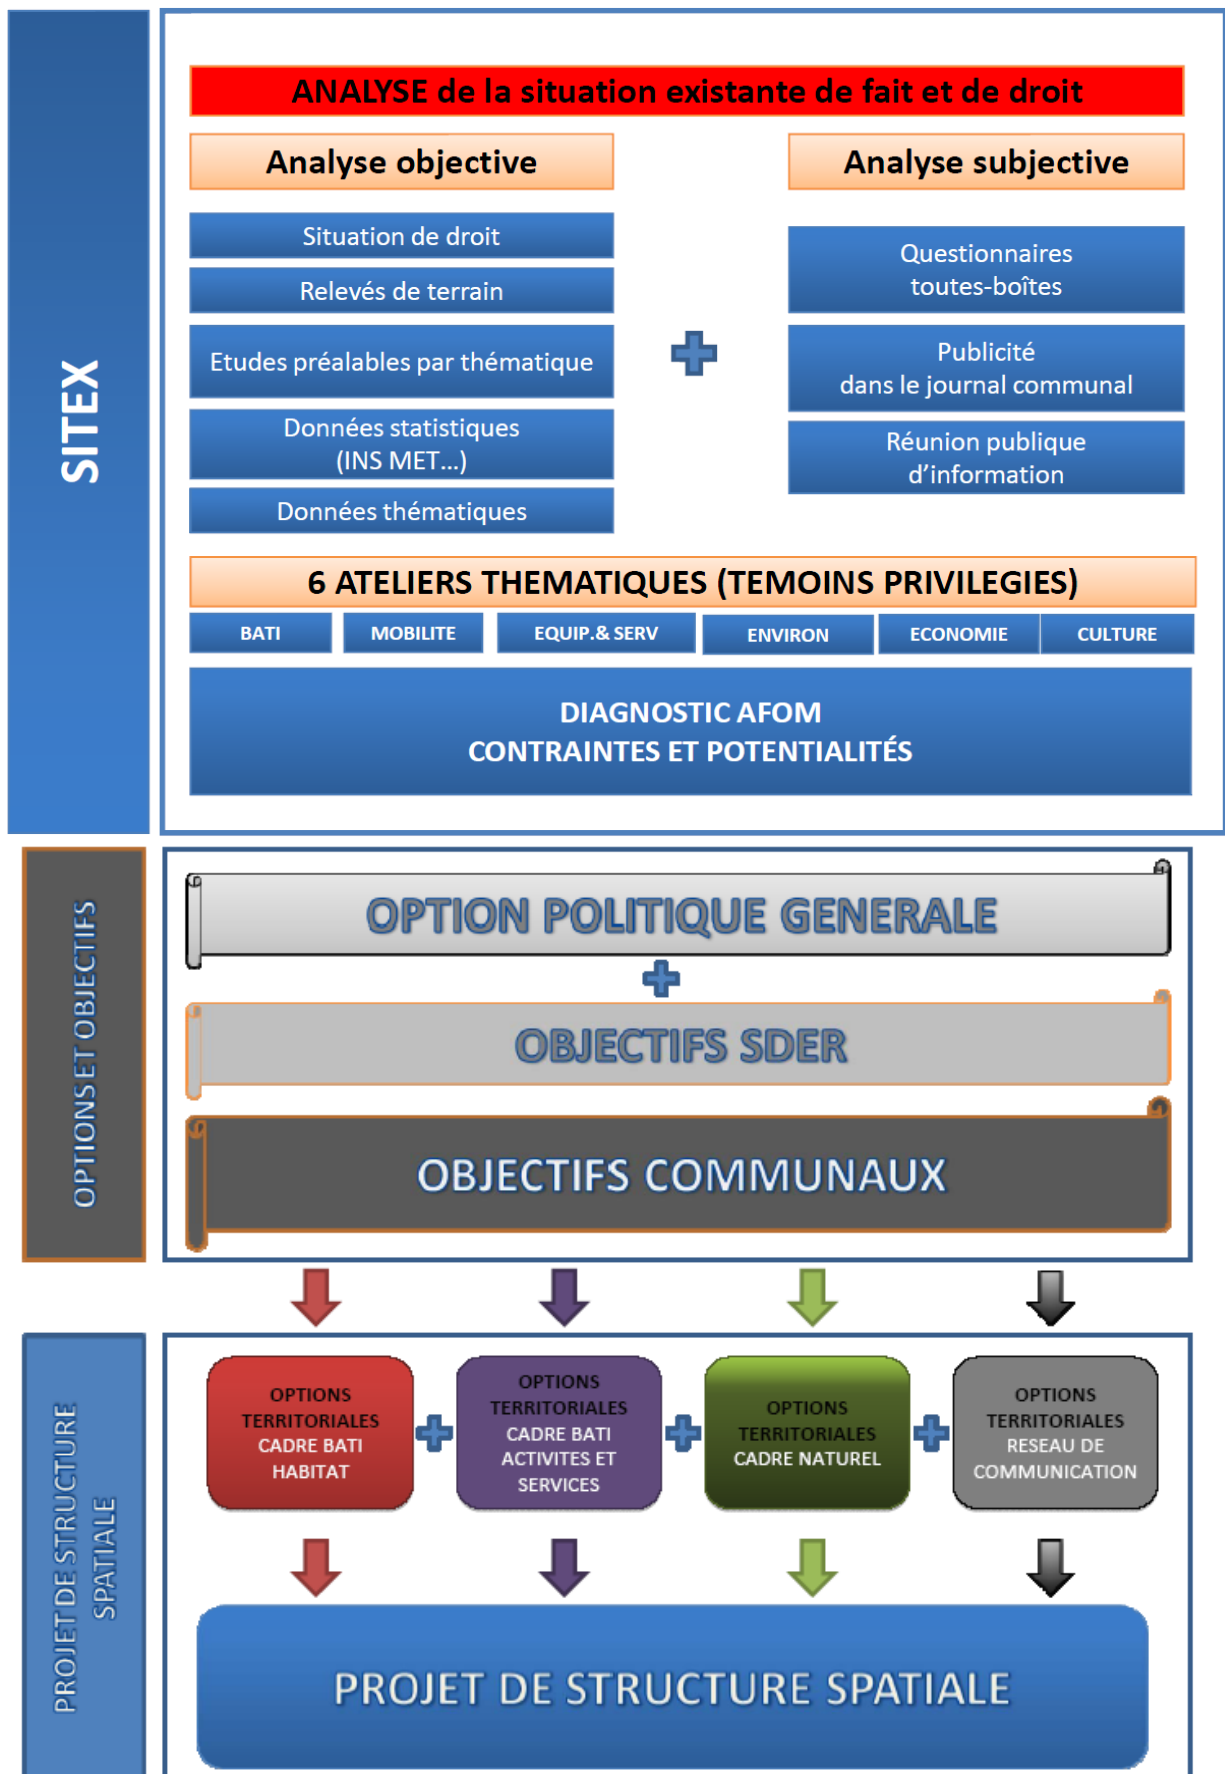 SITEX
ANALYSE de la situation existante de fait et de droit
Analyse objective
Situation de droit
Relevés de terrain
Etudes préalables par thématique
Données statistiques
(INS MET...)
Données thématiques
Analyse subjective
Questionnaires
toutes-boîtes
Publicité
dans le journal communal
Réunion publique
d'information
6 ATELIERS THEMATIQUES (TEMOINS PRIVILEGIES)
BATI
MOBILITE
EQUIP.& SERV
ENVIRON
ECONOMIE
CULTURE
DIAGNOSTIC AFOM
CONTRAINTES ET POTENTIALITÉS
OPTIONS ET OBJECTIFS
OPTION POLITIQUE GENERALE
OBJECTIFS SDER
OBJECTIFS COMMUNAUX
PROJET DE STRUCTURE
SPATIALE
OPTIONS
TERRITORIALES
CADRE BATI
HABITAT
OPTIONS
TERRITORIALES
CADRE BATI
ACTIVITES ET
SERVICES
OPTIONS
TERRITORIALES
CADRE NATUREL
OPTIONS
TERRITORIALES
RESEAU DE
COMMUNICATION
PROJET DE STRUCTURE SPATIALE